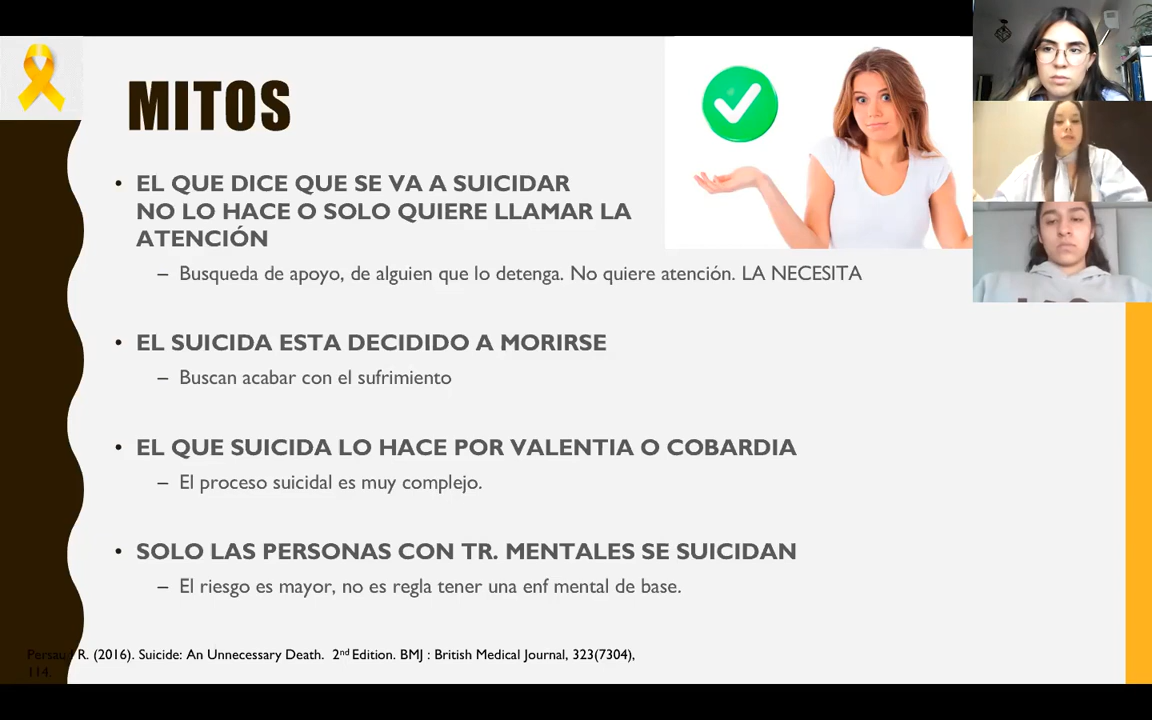 MITOS
• EL QUE DICE QUE SE VA A SUICIDAR
NO LO HACE O SOLO QUIERE LLAMAR LA
ATENCIÓN
– Busqueda de apoyo, de alguien que lo detenga. No quiere atención. LA NECESITA
• EL SUICIDA ESTA DECIDIDO A MORIRSE
– Buscan acabar con el sufrimiento
• EL QUE SUICIDA LO HACE POR VALENTIA O COBARDIA
– El proceso suicidal es muy complejo.
• SOLO LAS PERSONAS CON TR. MENTALES SE SUICIDAN
– El riesgo es mayor, no es regla tener una enf mental de base.
Persaud R. (2016). Suicide: An Unnecessary Death. 2nd Edition. BMJ : British Medical Journal, 323(7304),
114.